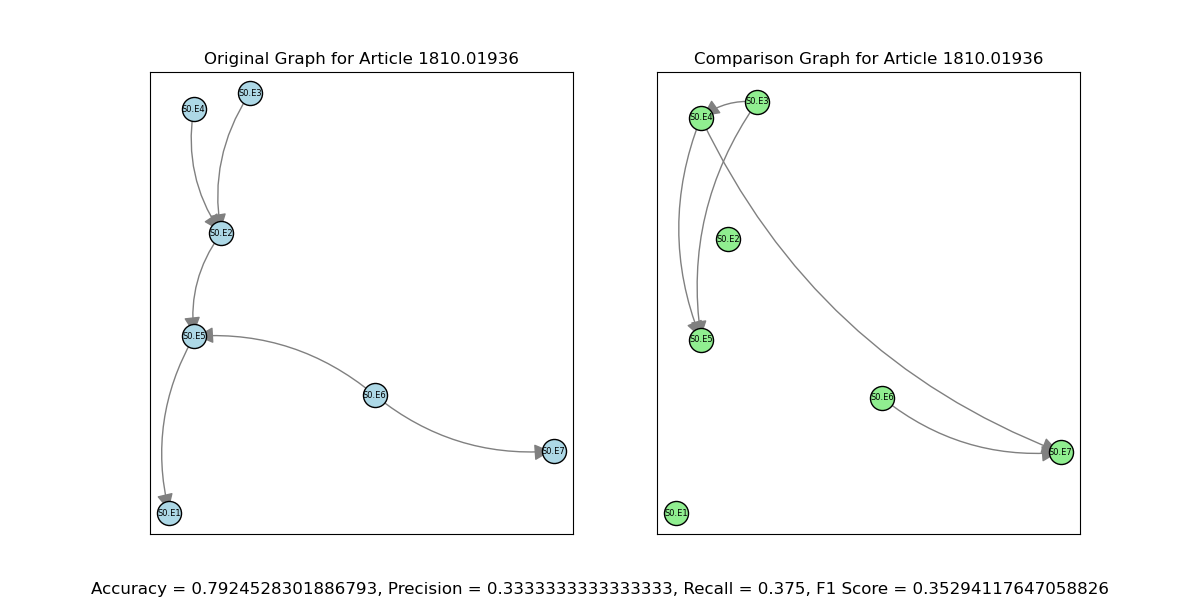 Original Graph for Article 1810.01936
S0.E3
S0.E4
S0.E2
S0.E5
S0.E6
S0.E7
S0.E1
Comparison Graph for Article 1810.01936
S0.E3
S0.E4
S0.E2
S0.E5
S0.E6
S0.E7
S0.E1
Accuracy = 0.7924528301886793, Precision = 0.3333333333333333, Recall = 0.375, F1 Score = 0.35294117647058826